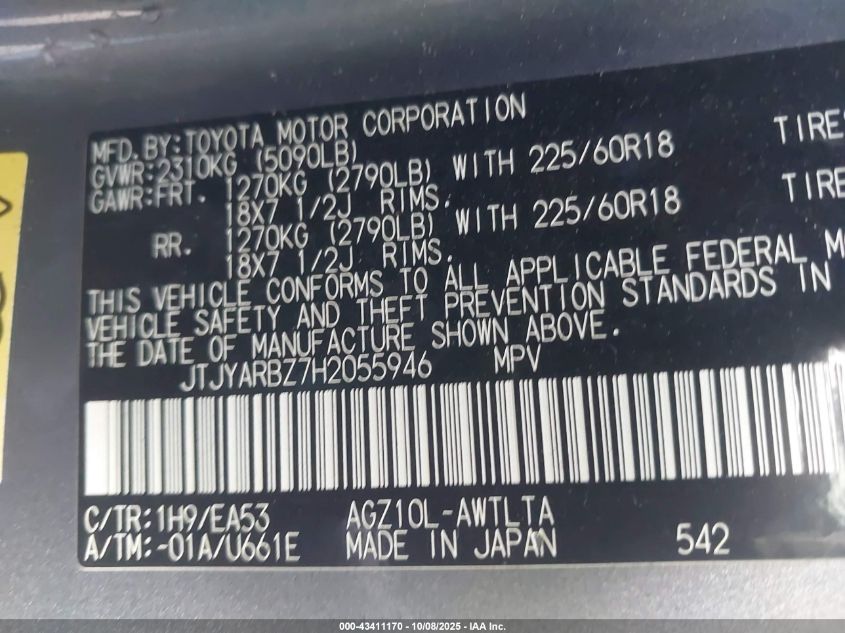 MFD. BY: TOYOTA MOTOR CORPORATION
GVWR: 2310KG (5090LB)
GAWR: FRT. 1270KG (2790LB) WITH 225/60R18 TIRE
18X7 1/2J RIMS.
RR. 1270KG (2790LB) WITH 225/60R18 TIRE
18X7 1/2J RIMS.
THIS VEHICLE CONFORMS TO ALL APPLICABLE FEDERAL M
VEHICLE SAFETY AND THEFT PREVENTION STANDARDS IN
THE DATE OF MANUFACTURE SHOWN ABOVE.
JTJYARBZ7H2055946 MPV
C/TR: 1H9/EA53 AGZ10L-AWTLTA
A/TM: -01A/U661E MADE IN JAPAN 542
000-43411170 - 10/08/2025 - IAA Inc.